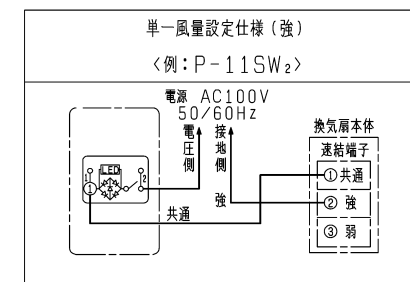 単一風量設定仕様（強）
〈例：P-11SW₂〉
電源 AC100V
50/60Hz
電圧側
接地側
換気扇本体
速結端子
LED
1
2
①
①共通
共通
強
② 強
③ 弱